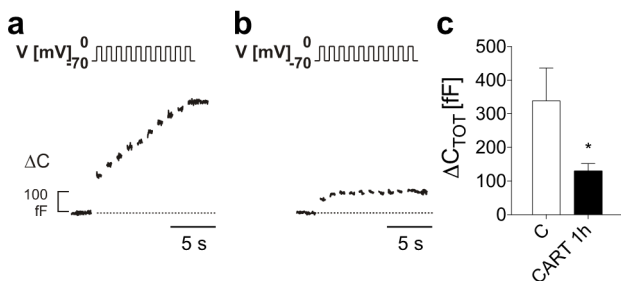 a
b
c
V [mV]
0
-70
V [mV]
0
-70
ΔC
100
fF
5 s
5 s
ΔC_TOT [fF]
500
400
300
200
100
0
*
C
CART 1h